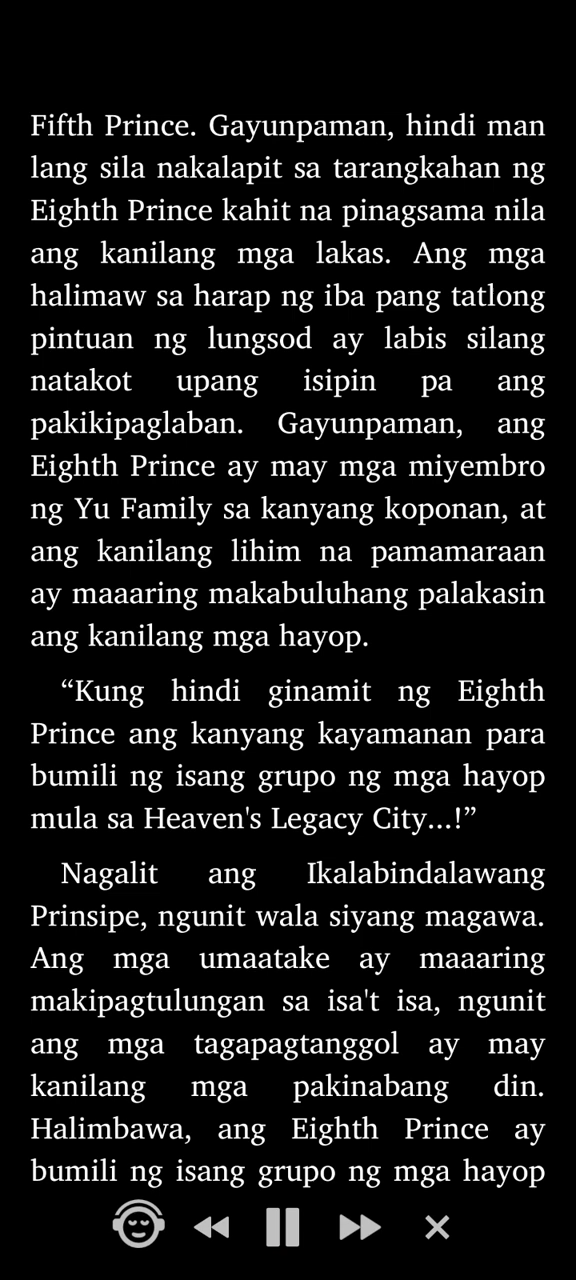 Fifth Prince. Gayunpaman, hindi man
lang sila nakalapit sa tarangkahan ng
Eighth Prince kahit na pinagsama nila
ang kanilang mga lakas. Ang mga
halimaw sa harap ng iba pang tatlong
pintuan ng lungsod ay labis silang
natakot upang isipin pa ang
pakikipaglaban. Gayunpaman, ang
Eighth Prince ay may mga miyembro
ng Yu Family sa kanyang koponan, at
ang kanilang lihim na pamamaraan
ay maaaring makabuluhang palakasin
ang kanilang mga hayop.
“Kung hindi ginamit ng Eighth
Prince ang kanyang kayamanan para
bumili ng isang grupo ng mga hayop
mula sa Heaven's Legacy City...!”
Nagalit ang Ikalabindalawang
Prinsipe, ngunit wala siyang magawa.
Ang mga umaatake ay maaaring
makipagtulungan sa isa't isa, ngunit
ang mga tagapagtanggol ay may
kanilang mga pakinabang din.
Halimbawa, ang Eighth Prince ay
bumili ng isang grupo ng mga hayop